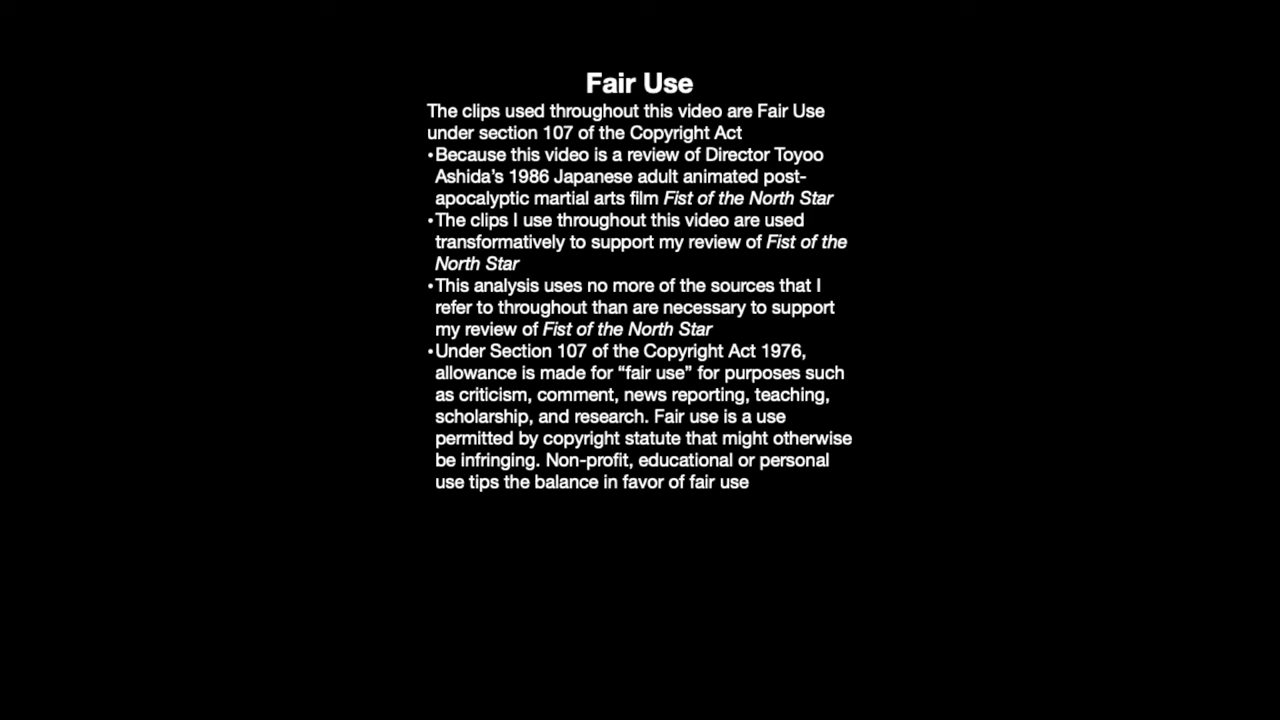 Fair Use
The clips used throughout this video are Fair Use
under section 107 of the Copyright Act
•Because this video is a review of Director Toyoo
Ashida’s 1986 Japanese adult animated post-
apocalyptic martial arts film Fist of the North Star
•The clips I use throughout this video are used
transformatively to support my review of Fist of the
North Star
•This analysis uses no more of the sources that I
refer to throughout than are necessary to support
my review of Fist of the North Star
•Under Section 107 of the Copyright Act 1976,
allowance is made for “fair use” for purposes such
as criticism, comment, news reporting, teaching,
scholarship, and research. Fair use is a use
permitted by copyright statute that might otherwise
be infringing. Non-profit, educational or personal
use tips the balance in favor of fair use